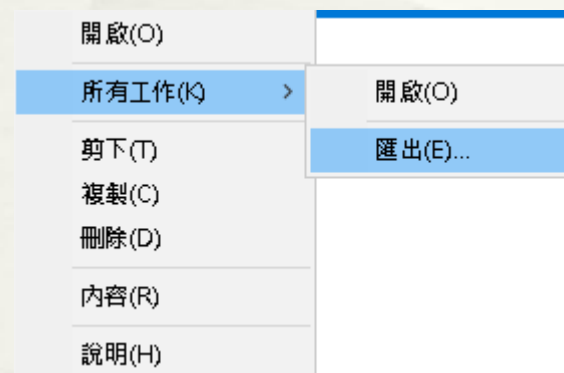 開啟(O)
所有工作(K)
開啟(O)
匯出(E)...
剪下(T)
複製(C)
刪除(D)
內容(R)
說明(H)